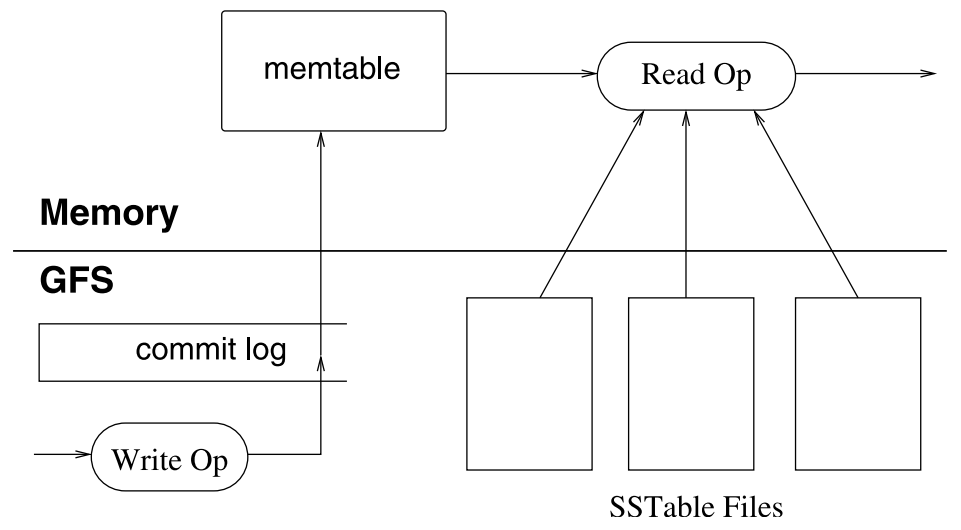 memtable
Read Op
Memory
GFS
commit log
Write Op
SSTable Files